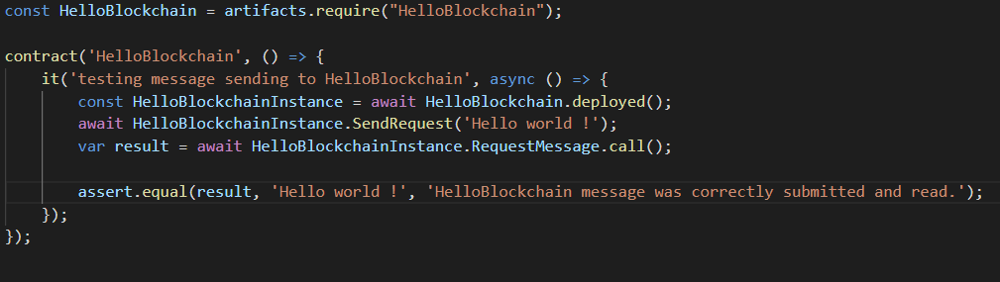 const HelloBlockchain = artifacts.require("HelloBlockchain");
contract('HelloBlockchain', () => {
it('testing message sending to HelloBlockchain', async () => {
const HelloBlockchainInstance = await HelloBlockchain.deployed();
await HelloBlockchainInstance.SendRequest('Hello world !');
var result = await HelloBlockchainInstance.RequestMessage.call();
assert.equal(result, 'Hello world !', 'HelloBlockchain message was correctly submitted and read.');
});
});